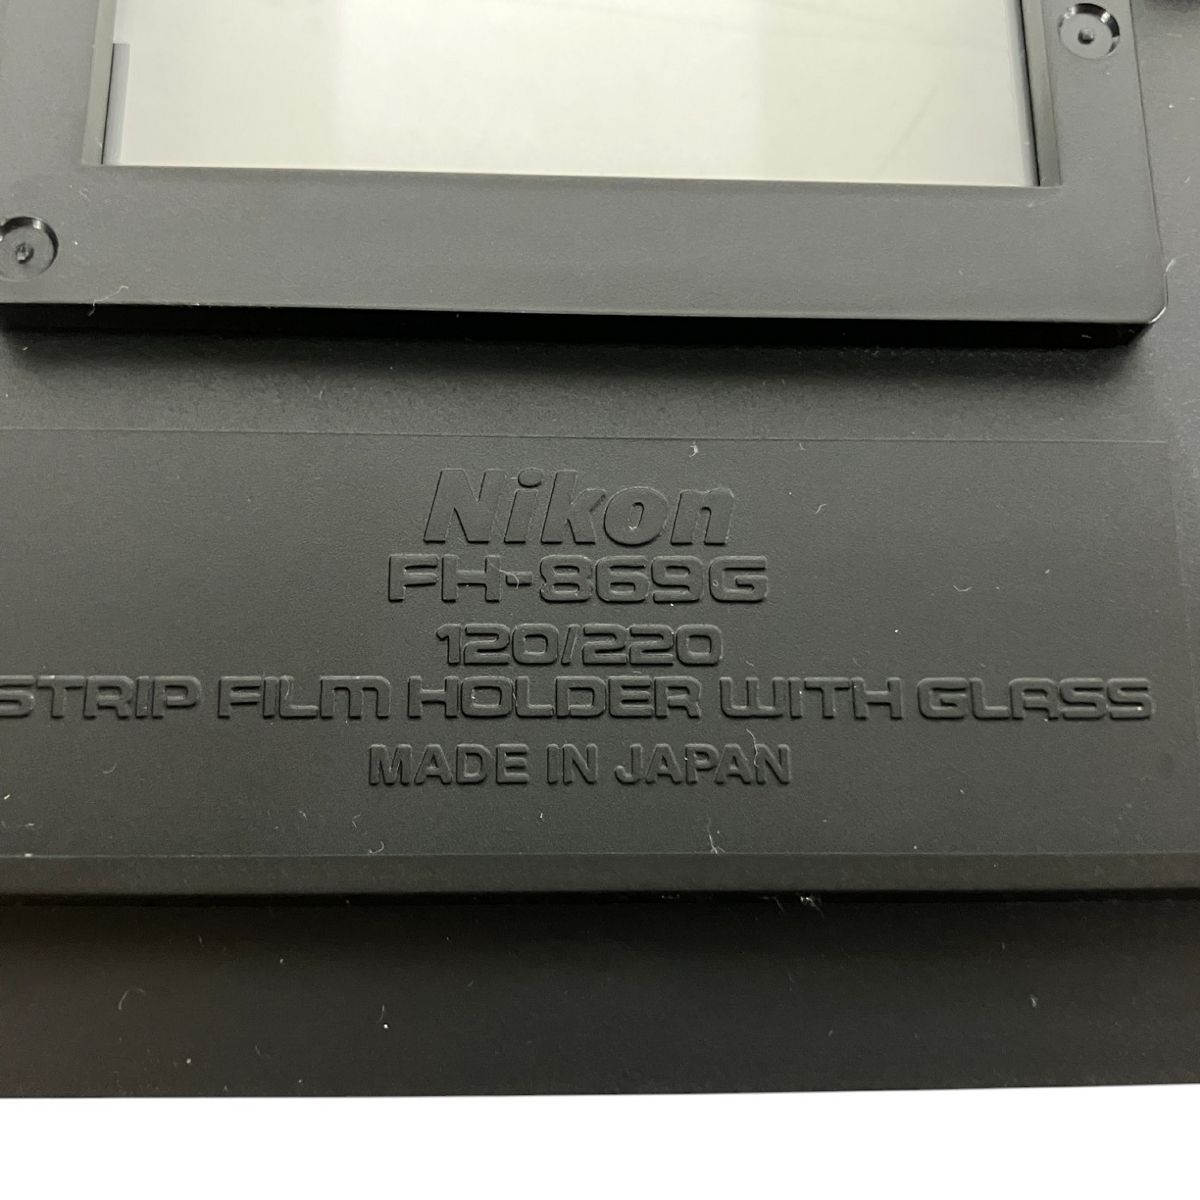 Nikon
FH-869G
120/220
STRIP FILM HOLDER WITH GLASS
MADE IN JAPAN